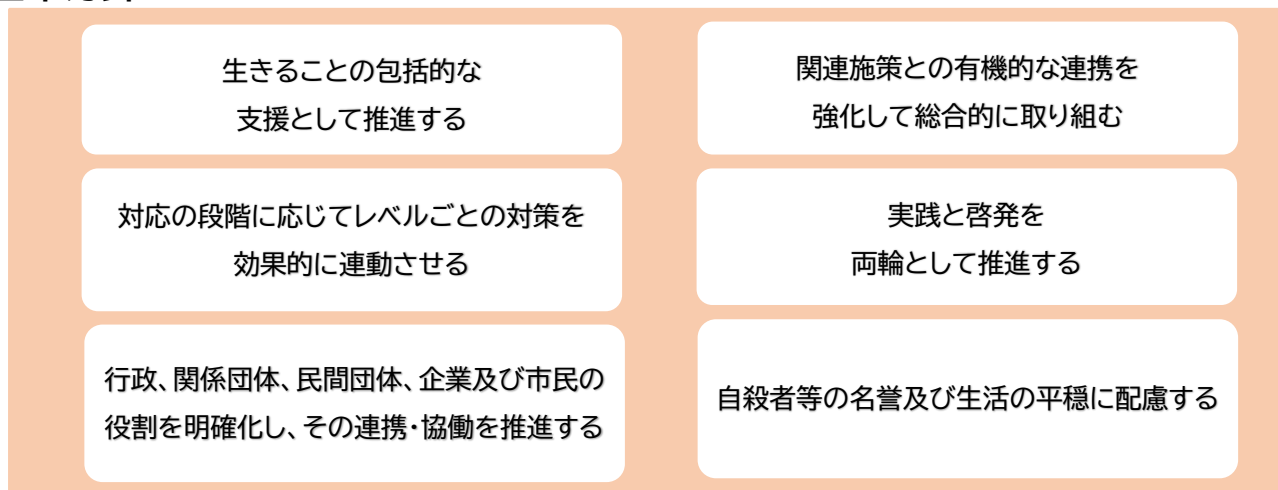 生きることの包括的な
支援として推進する
関連施策との有機的な連携を
強化して総合的に取り組む
対応の段階に応じてレベルごとの対策を
効果的に連動させる
実践と啓発を
両輪として推進する
行政、関係団体、民間団体、企業及び市民の
役割を明確化し、その連携・協働を推進する
自殺者等の名誉及び生活の平穏に配慮する